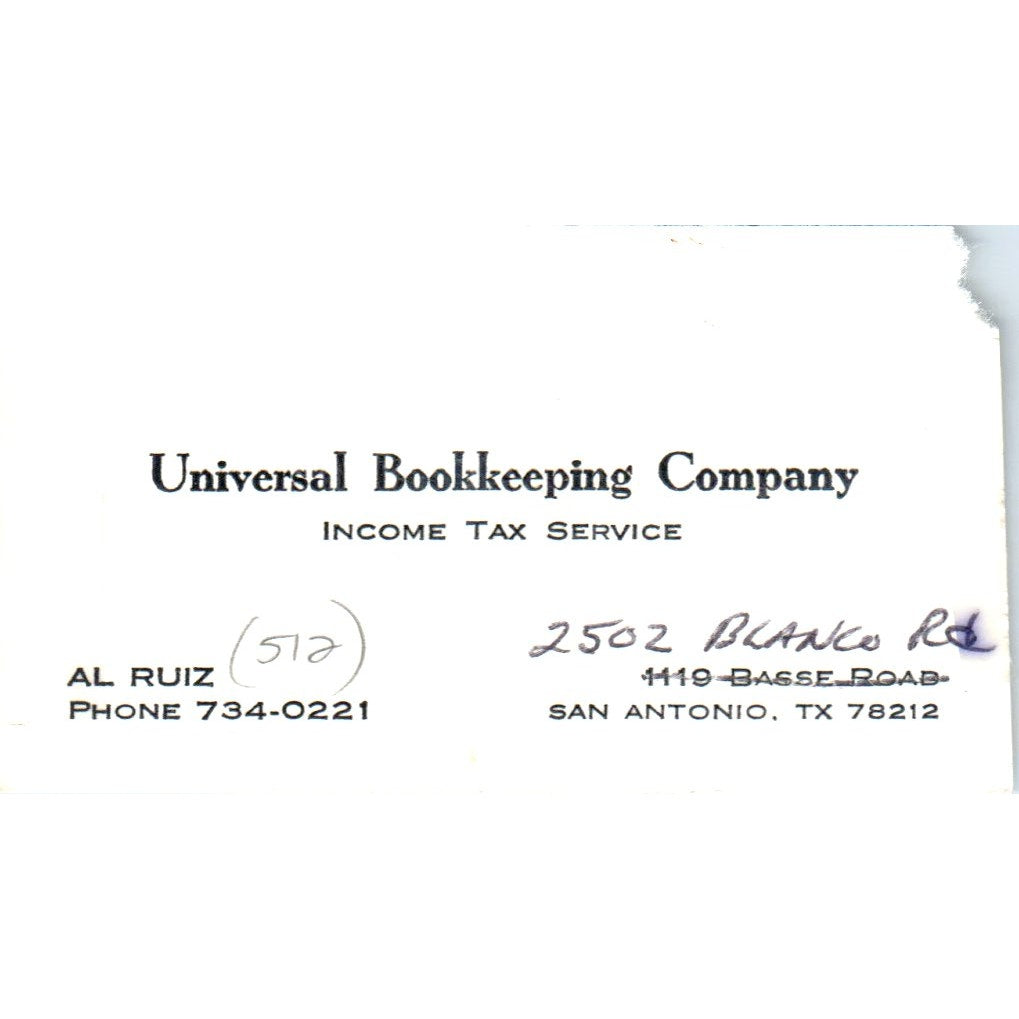 Universal Bookkeeping Company
INCOME TAX SERVICE
(512)
AL RUIZ
PHONE 734-0221
2502 BLANCO Rd
1119 BASSE ROAD
SAN ANTONIO, TX 78212